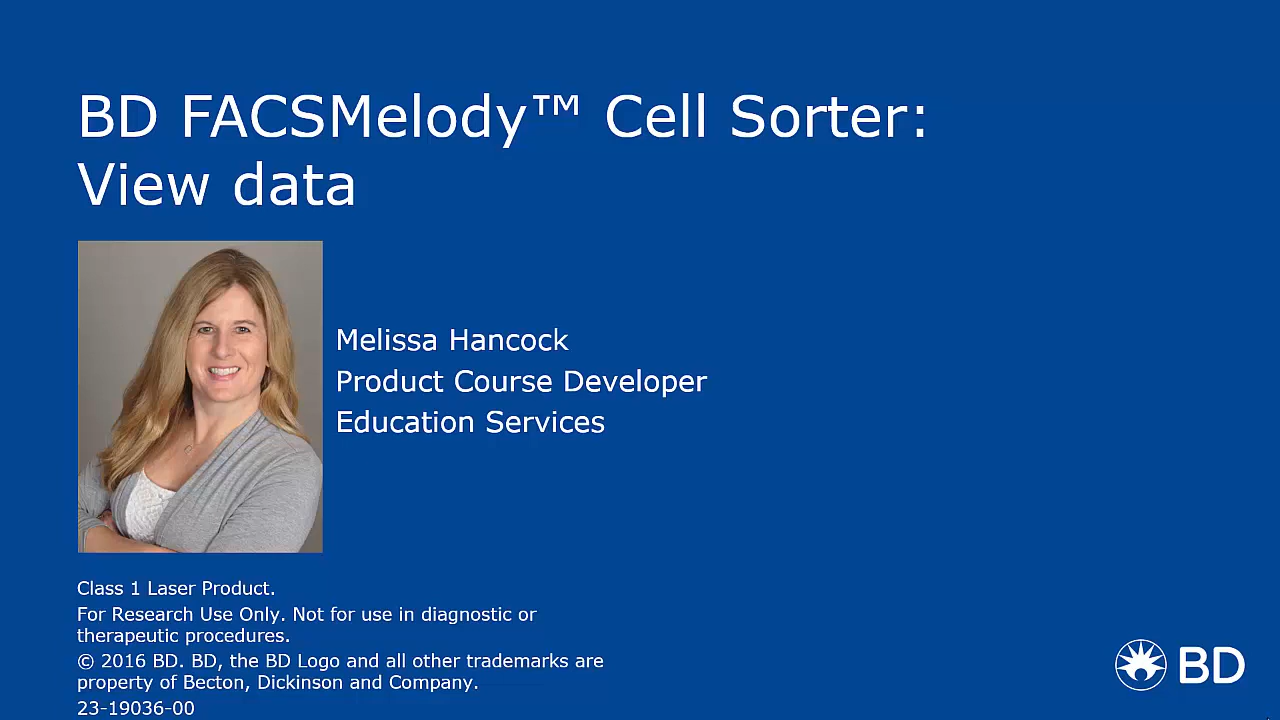 BD FACSMelody™ Cell Sorter:
View data
Melissa Hancock
Product Course Developer
Education Services
Class 1 Laser Product.
For Research Use Only. Not for use in diagnostic or
therapeutic procedures.
© 2016 BD. BD, the BD Logo and all other trademarks are
property of Becton, Dickinson and Company.
23-19036-00
BD